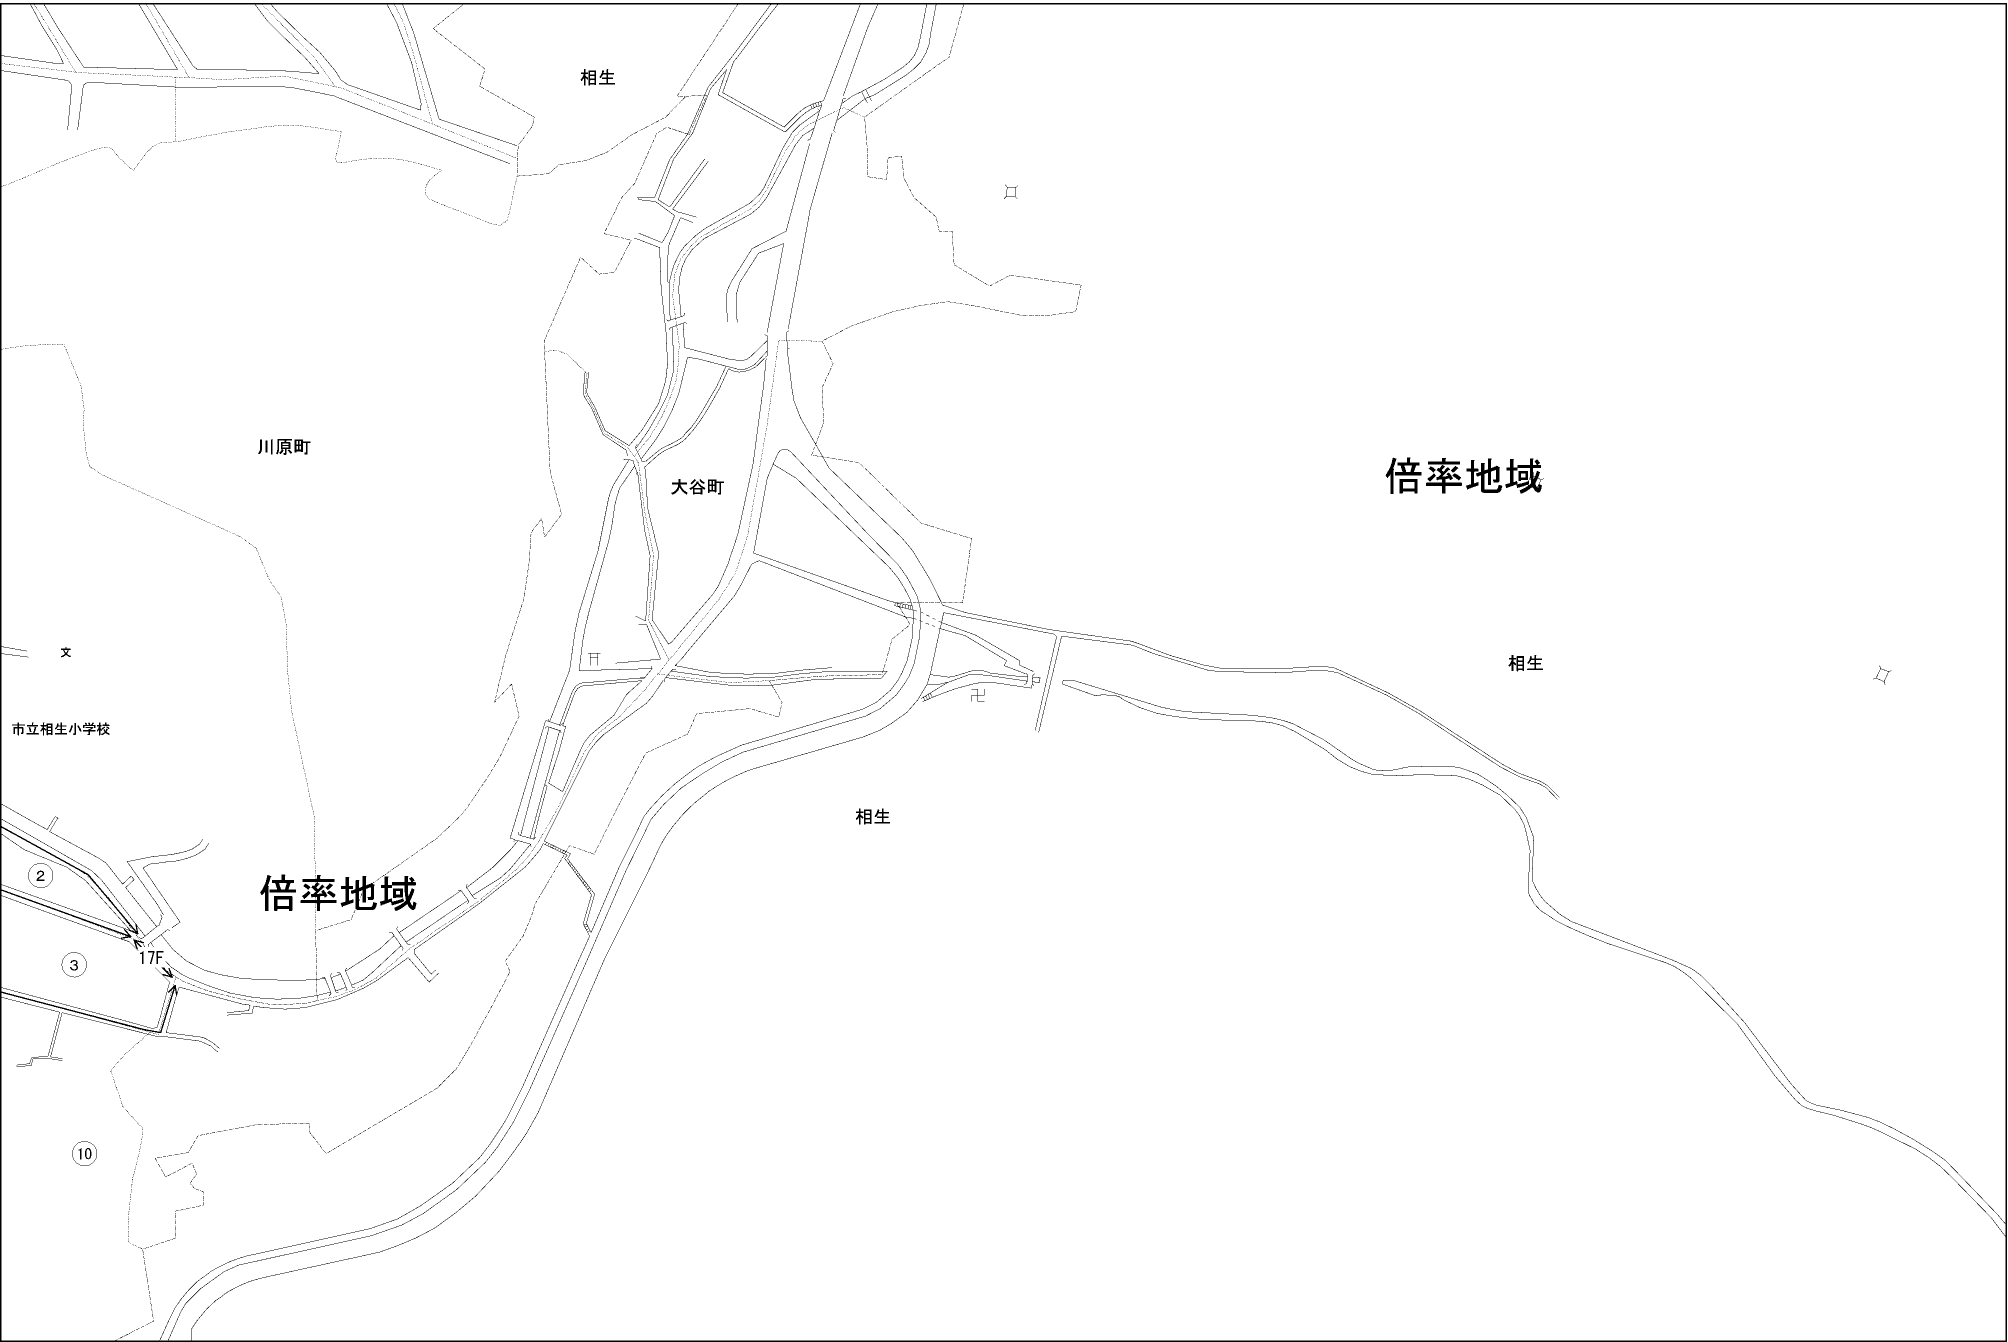 相生
川原町
大谷町
倍率地域
文
相生
市立相生小学校
相生
②
倍率地域
17F
③
⑩